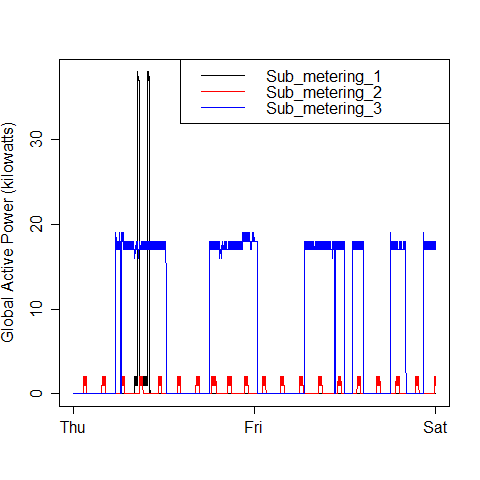 Sub_metering_1
Sub_metering_2
Sub_metering_3
Global Active Power (kilowatts)
30
20
10
0
Thu Fri Sat